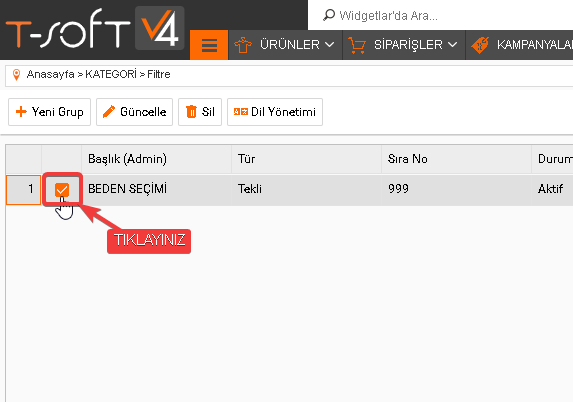 T-SOFT V4
Widgetlar'da Ara...
ÜRÜNLER SİPARİŞLER KAMPANYALA
Anasayfa > KATEGORİ > Filtre
Yeni Grup Güncelle Sil Dil Yönetimi
Başlık (Admin) Tür Sıra No Durum
1 BEDEN SEÇİMİ Tekli 999 Aktif
TIKLAYINIZ